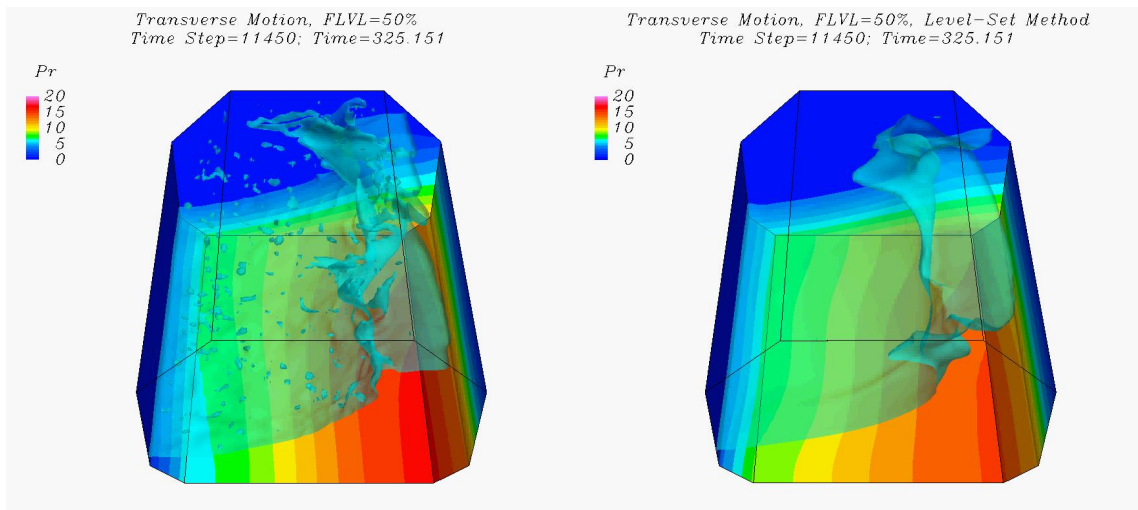 Transverse Motion, FLVL=50%
Time Step=11450; Time=325.151
Pr
20
15
10
5
0
Transverse Motion, FLVL=50%, Level-Set Method
Time Step=11450; Time=325.151
Pr
20
15
10
5
0